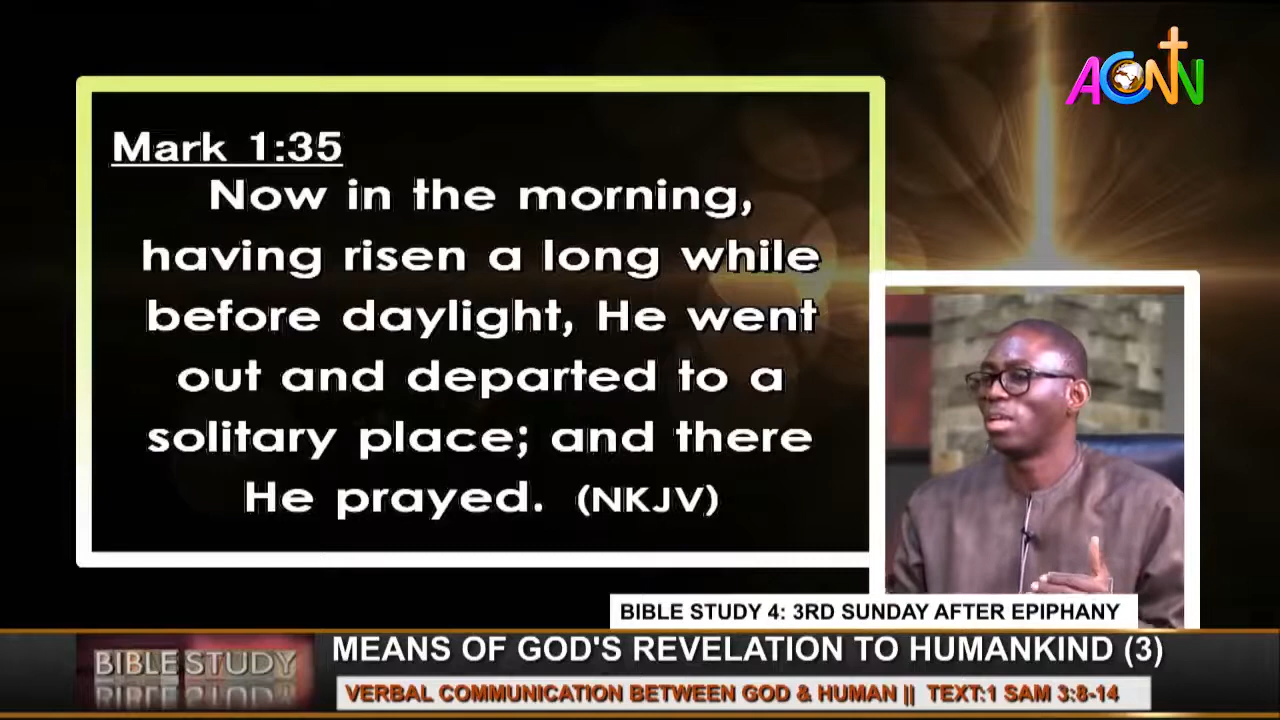 ACNN
Mark 1:35
Now in the morning,
having risen a long while
before daylight, He went
out and departed to a
solitary place; and there
He prayed. (NKJV)
BIBLE STUDY 4: 3RD SUNDAY AFTER EPIPHANY
BIBLE STUDY
MEANS OF GOD'S REVELATION TO HUMANKIND (3)
VERBAL COMMUNICATION BETWEEN GOD & HUMAN || TEXT:1 SAM 3:8-14